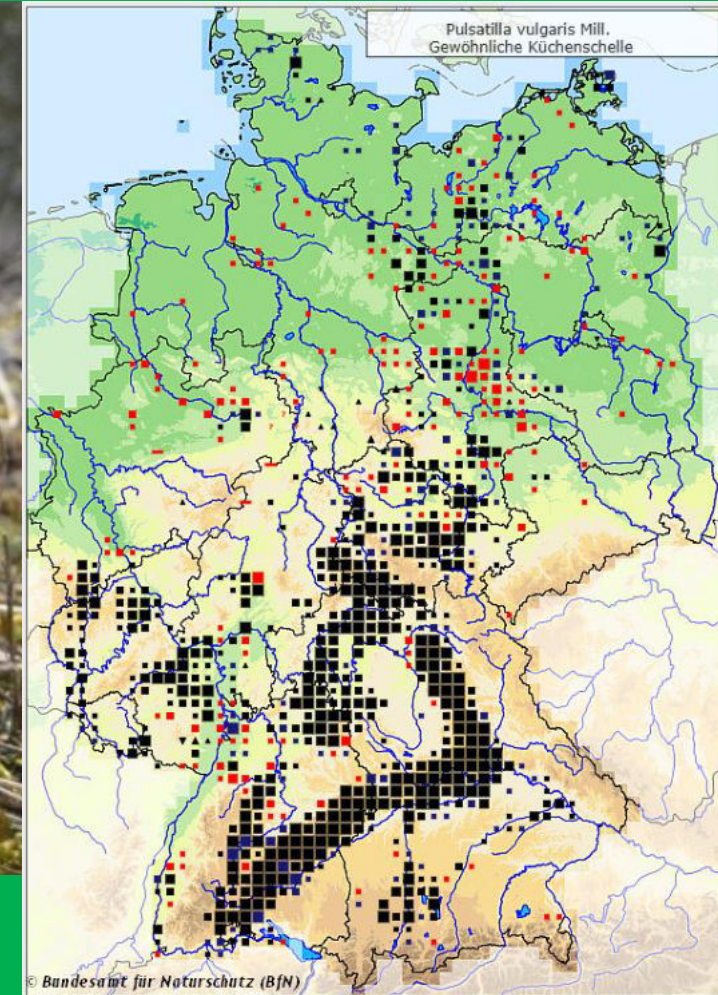 Pulsatilla vulgaris Mill.
Gewöhnliche Küchenschelle
© Bundesamt für Naturschutz (BfN)